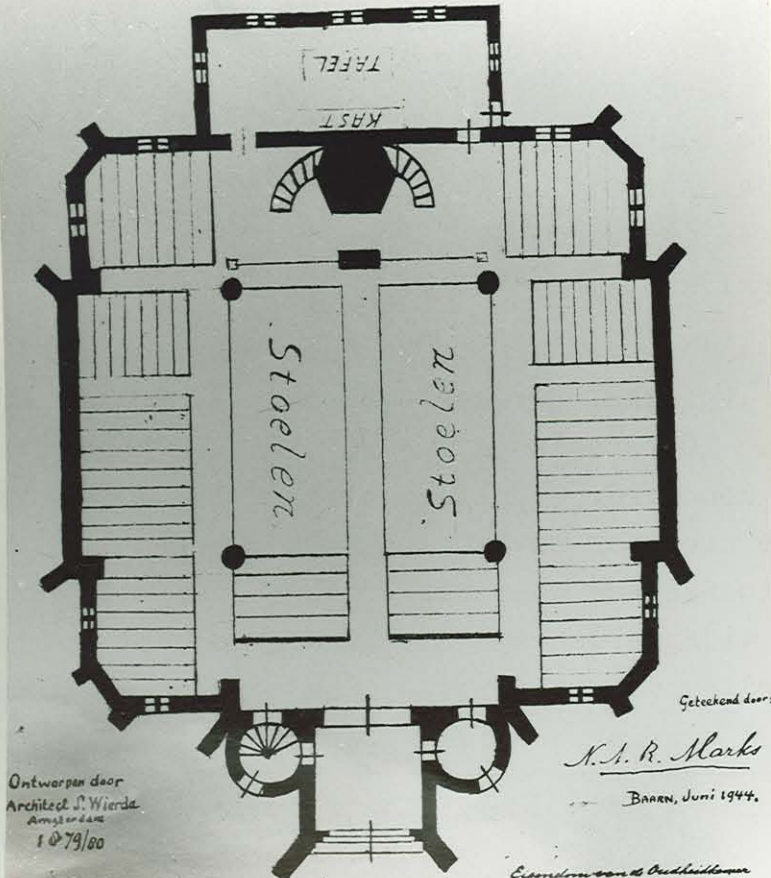 TAFEL
KAST
Stoelen
Stoelen
Geteekend door:
N. A. R. Marks
BAARN, Juni 1944.
Ontworpen door
Architect J. Wierda
Amsterdam
1879/80
Eigendom van de Oudheidkamer